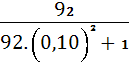 92
92.(0,10)² + 1